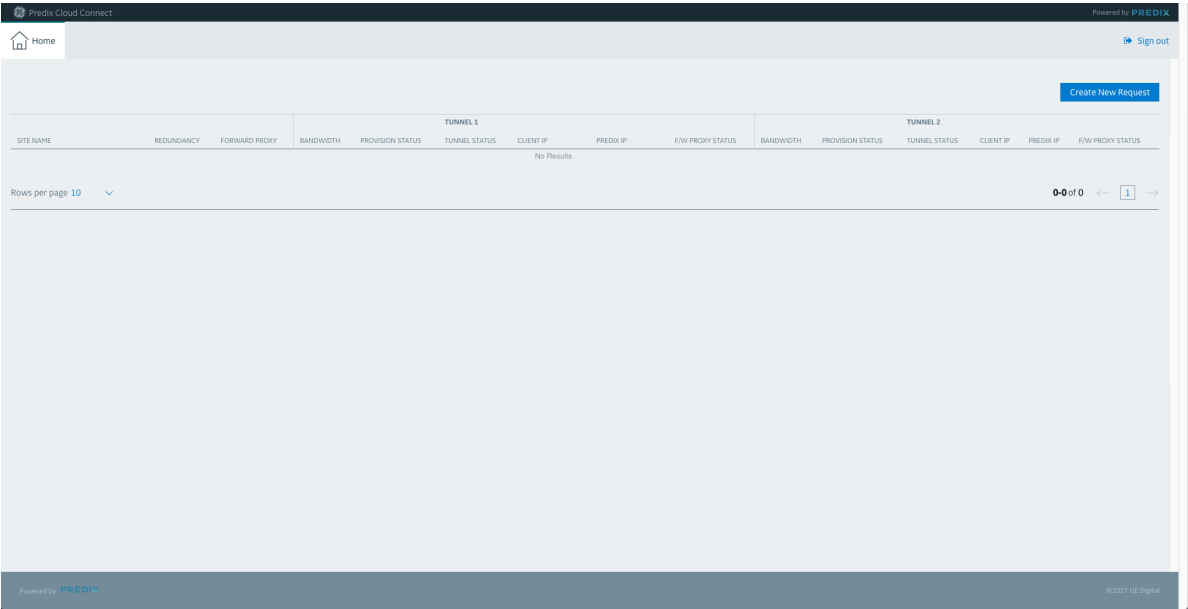 Predix Cloud Connect Powered by PREDIX
Home Sign out
Create New Request
TUNNEL 1 TUNNEL 2
SITE NAME REDUNDANCY FORWARD PROXY BANDWIDTH PROVISION STATUS TUNNEL STATUS CLIENT IP PREDIX IP F/W PROXY STATUS BANDWIDTH PROVISION STATUS TUNNEL STATUS CLIENT IP PREDIX IP F/W PROXY STATUS
No Results
Rows per page 10 0-0 of 0 1
Powered by PREDIX ©2017 GE Digital